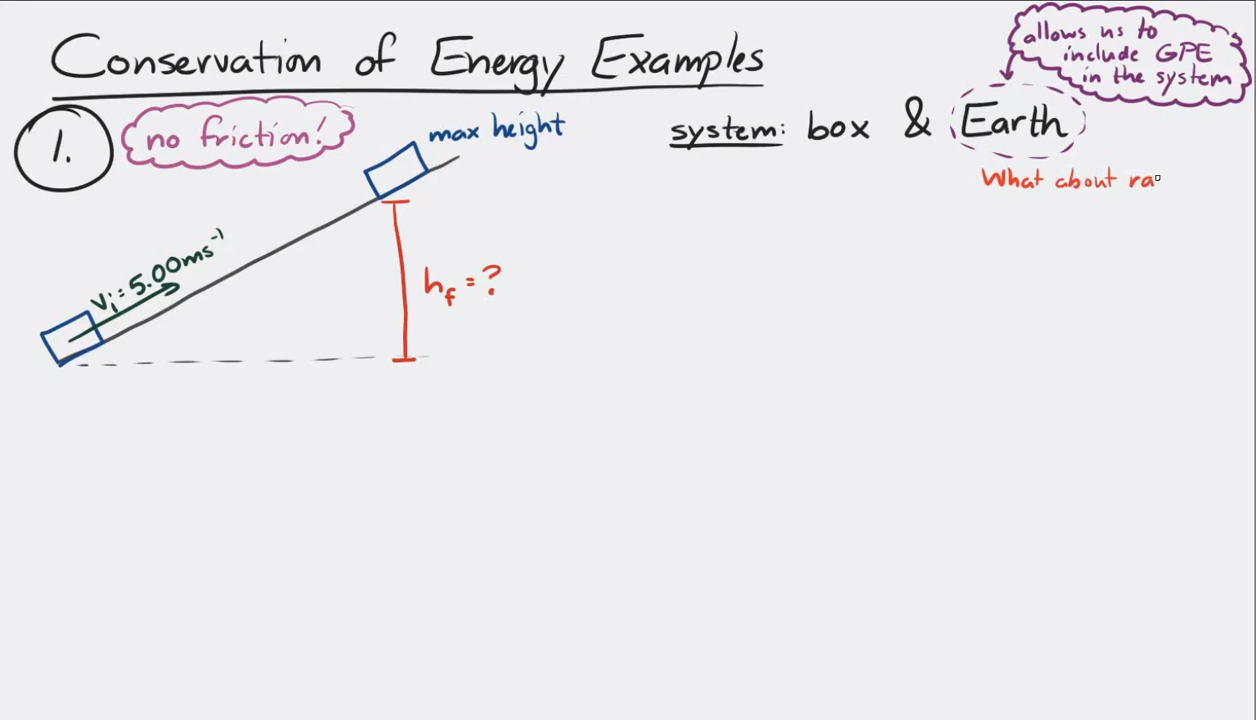 Conservation of Energy Examples
allows us to
include GPE
in the system
1.
no friction!
max height
system: box & Earth
What about ra
vi = 5.00ms⁻¹
hf = ?